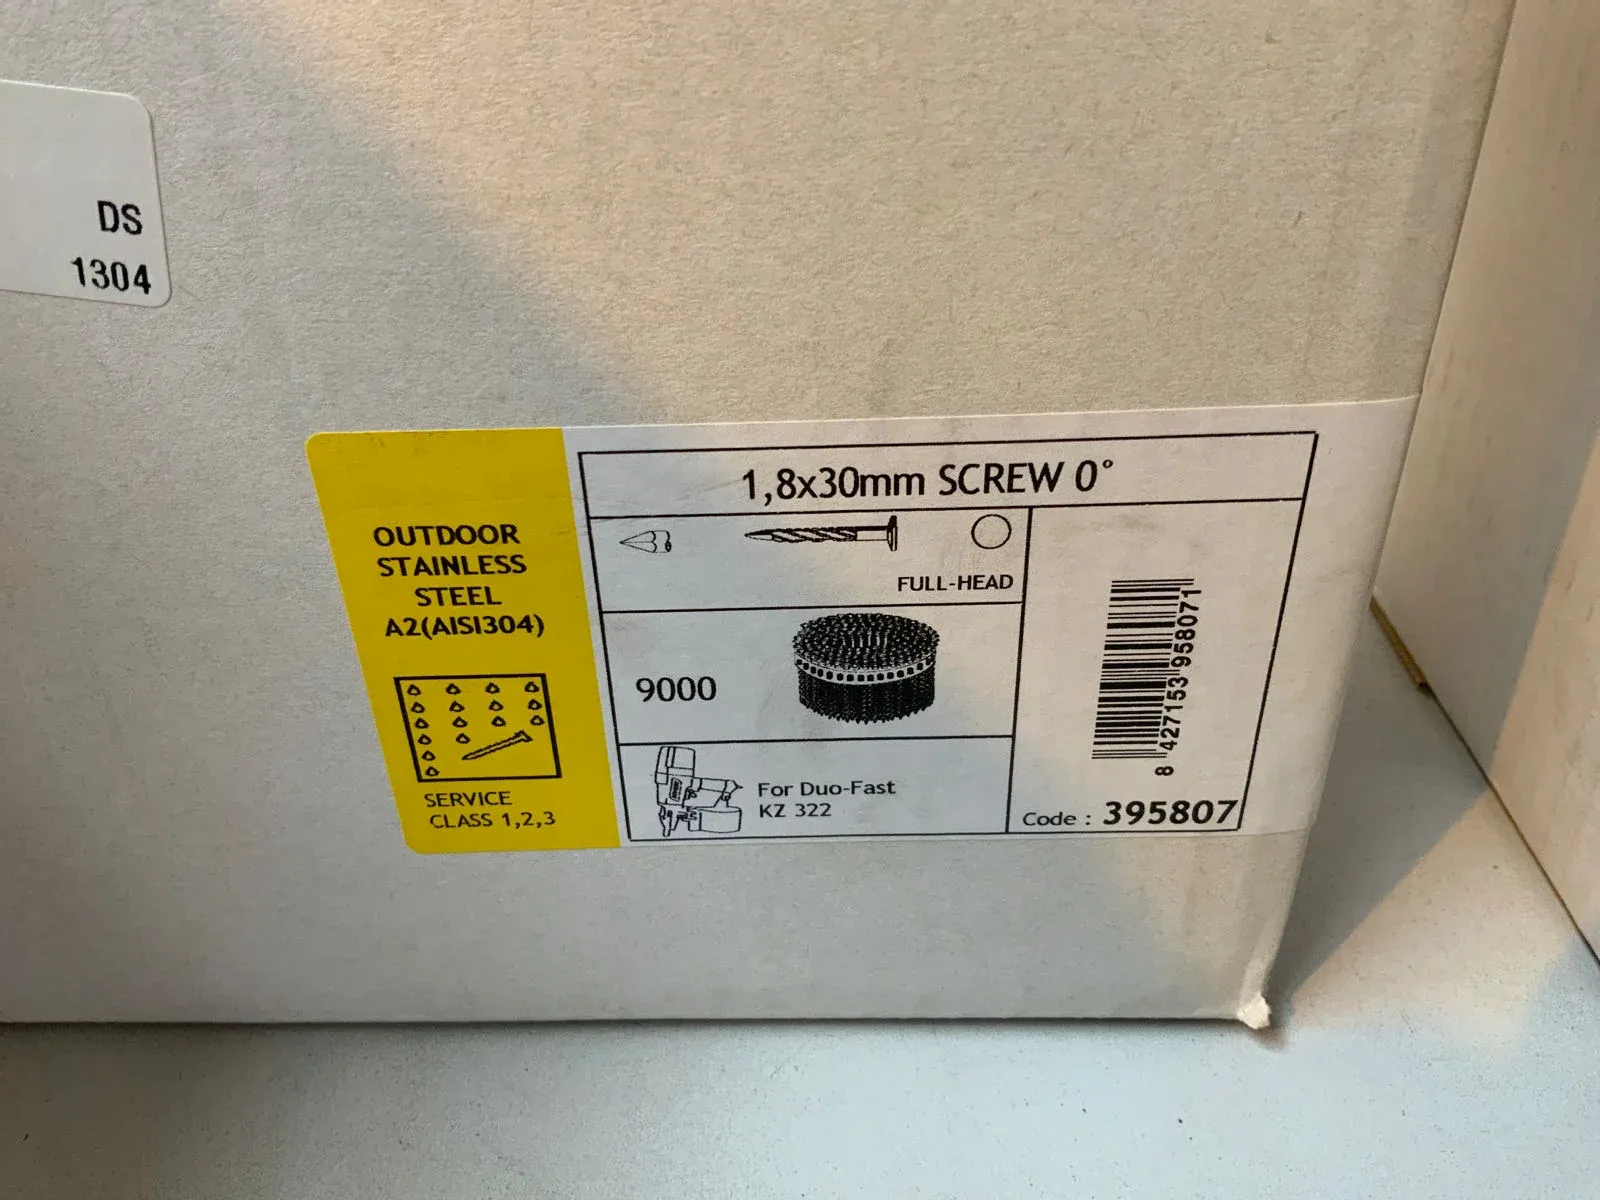 DS
1304
1,8x30mm SCREW 0°
OUTDOOR
STAINLESS
STEEL
A2(AISI304)
SERVICE
CLASS 1,2,3
FULL-HEAD
9000
For Duo-Fast
KZ 322
8 427153 958071
Code : 395807